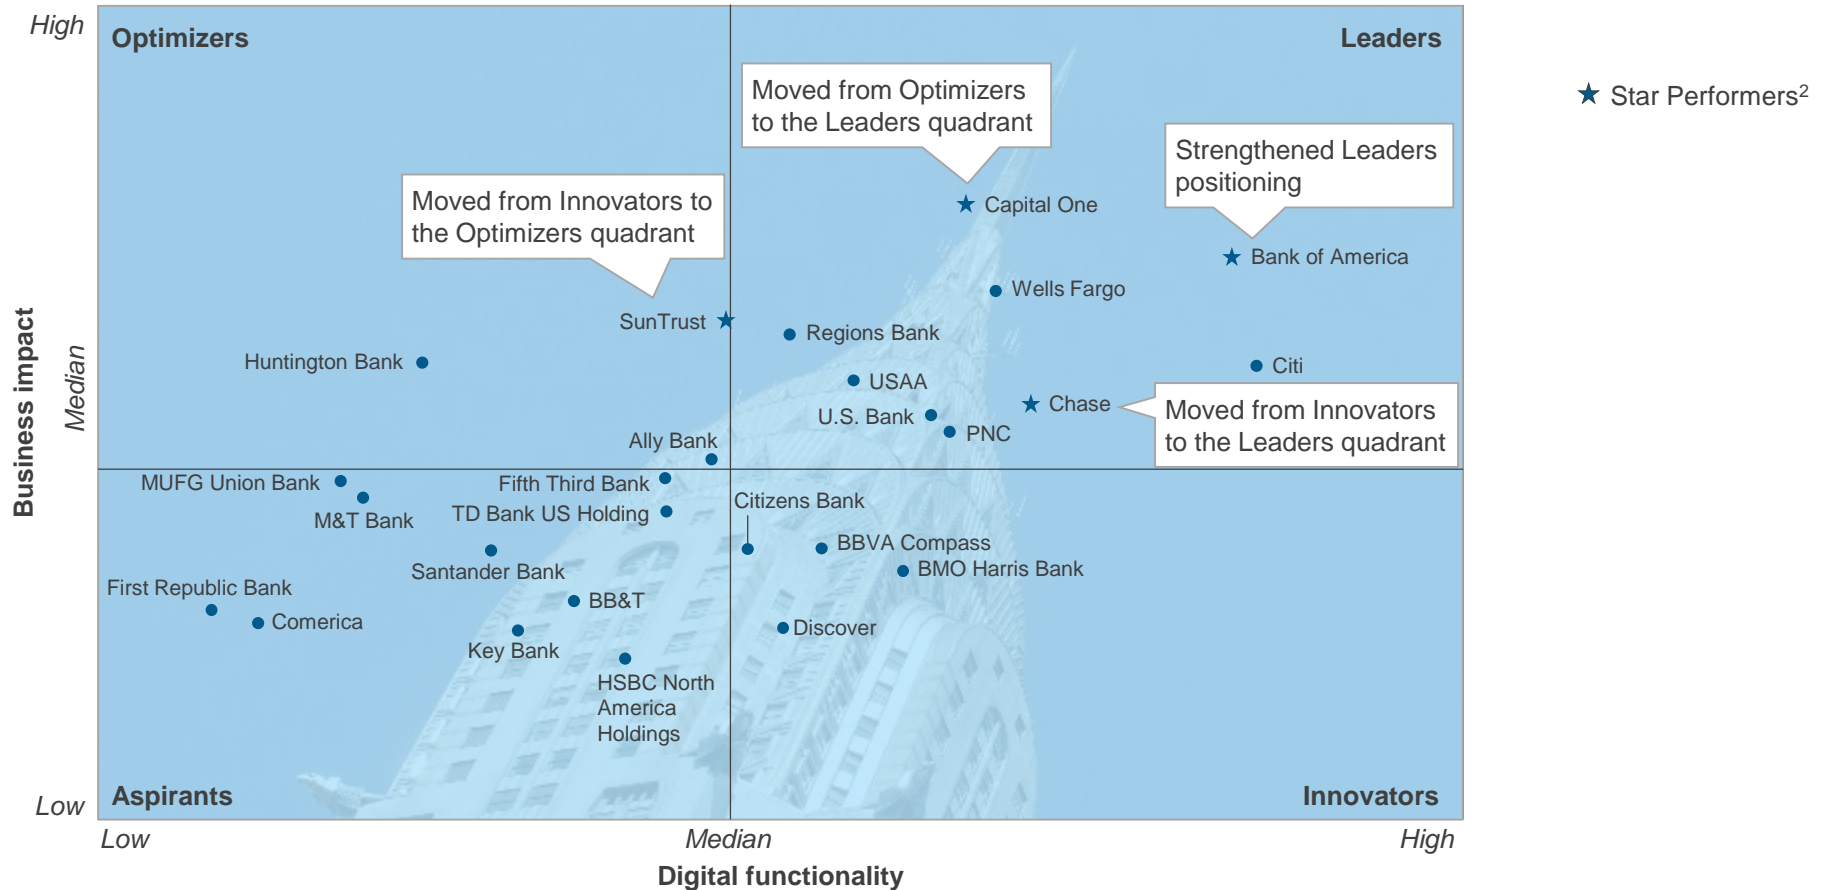 High
Optimizers
Leaders
Moved from Optimizers
to the Leaders quadrant
★ Star Performers²
Strengthened Leaders
positioning
Moved from Innovators to
the Optimizers quadrant
Capital One
Bank of America
Wells Fargo
SunTrust
Regions Bank
Huntington Bank
Citi
USAA
Chase
Moved from Innovators
to the Leaders quadrant
U.S. Bank
PNC
Ally Bank
Business impact
Median
MUFG Union Bank
Fifth Third Bank
M&T Bank
TD Bank US Holding
Citizens Bank
BBVA Compass
Santander Bank
BMO Harris Bank
First Republic Bank
BB&T
Comerica
Discover
Key Bank
HSBC North
America
Holdings
Low
Aspirants
Innovators
Low
Median
High
Digital functionality